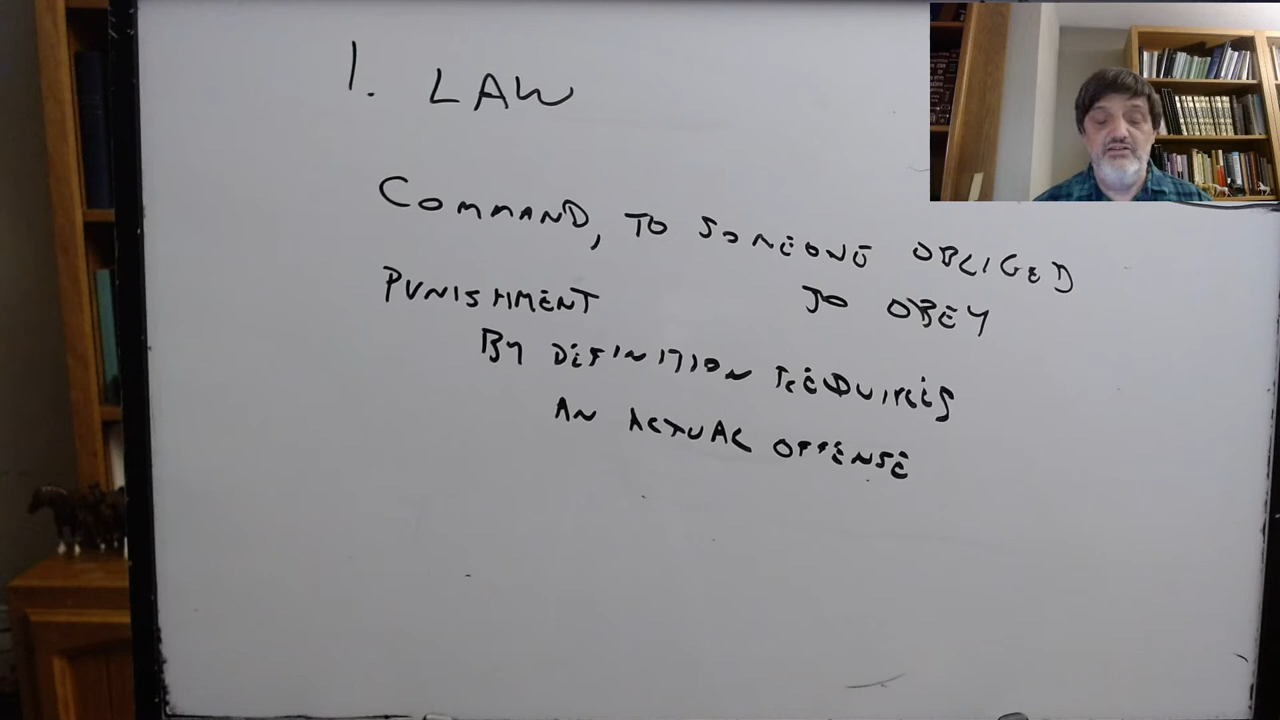 1. LAW
COMMAND, TO SOMEONE OBLIGED
TO OBEY
PUNISHMENT
BY DEFINITION REQUIRES
AN ACTUAL OFFENSE